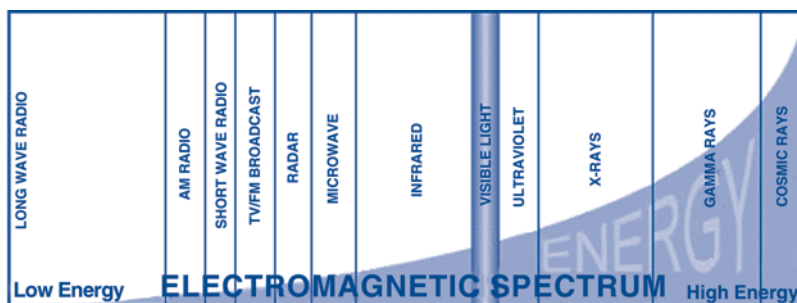 LONG WAVE RADIO
AM RADIO
SHORT WAVE RADIO
TV/FM BROADCAST
RADAR
MICROWAVE
INFRARED
VISIBLE LIGHT
ULTRAVIOLET
X-RAYS
GAMMA RAYS
COSMIC RAYS
ENERGY
Low Energy ELECTROMAGNETIC SPECTRUM High Energy